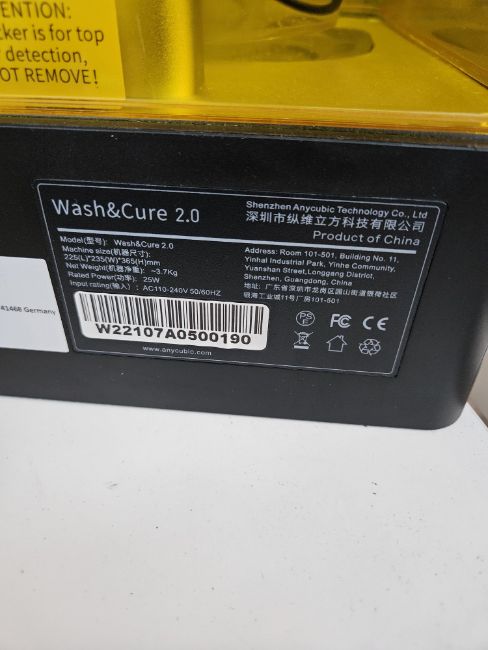 ENTION:
cker is for top
detection,
OT REMOVE!
Wash&Cure 2.0
Shenzhen Anycubic Technology Co., Ltd
深圳市纵维立方科技有限公司
Product of China
Model(型号): Wash&Cure 2.0
Machine size(机器尺寸):
225(L)*235(W)*365(H)mm
Net Weight(机器净重): ~3.7Kg
Rated Power(功率): 25W
Input rating(输入): AC110-240V 50/60HZ
Address: Room 101-501, Building No. 11,
Yinhai Industrial Park, Yinhe Community,
Yuanshan Street,Longgang District,
Shenzhen, Guangdong, China
地址: 广东省深圳市龙岗区园山街道银荷社区
银海工业城11号厂房101-501
W22107A0500190
www.anycubic.com
PS
E
FC CE
41468 Germany